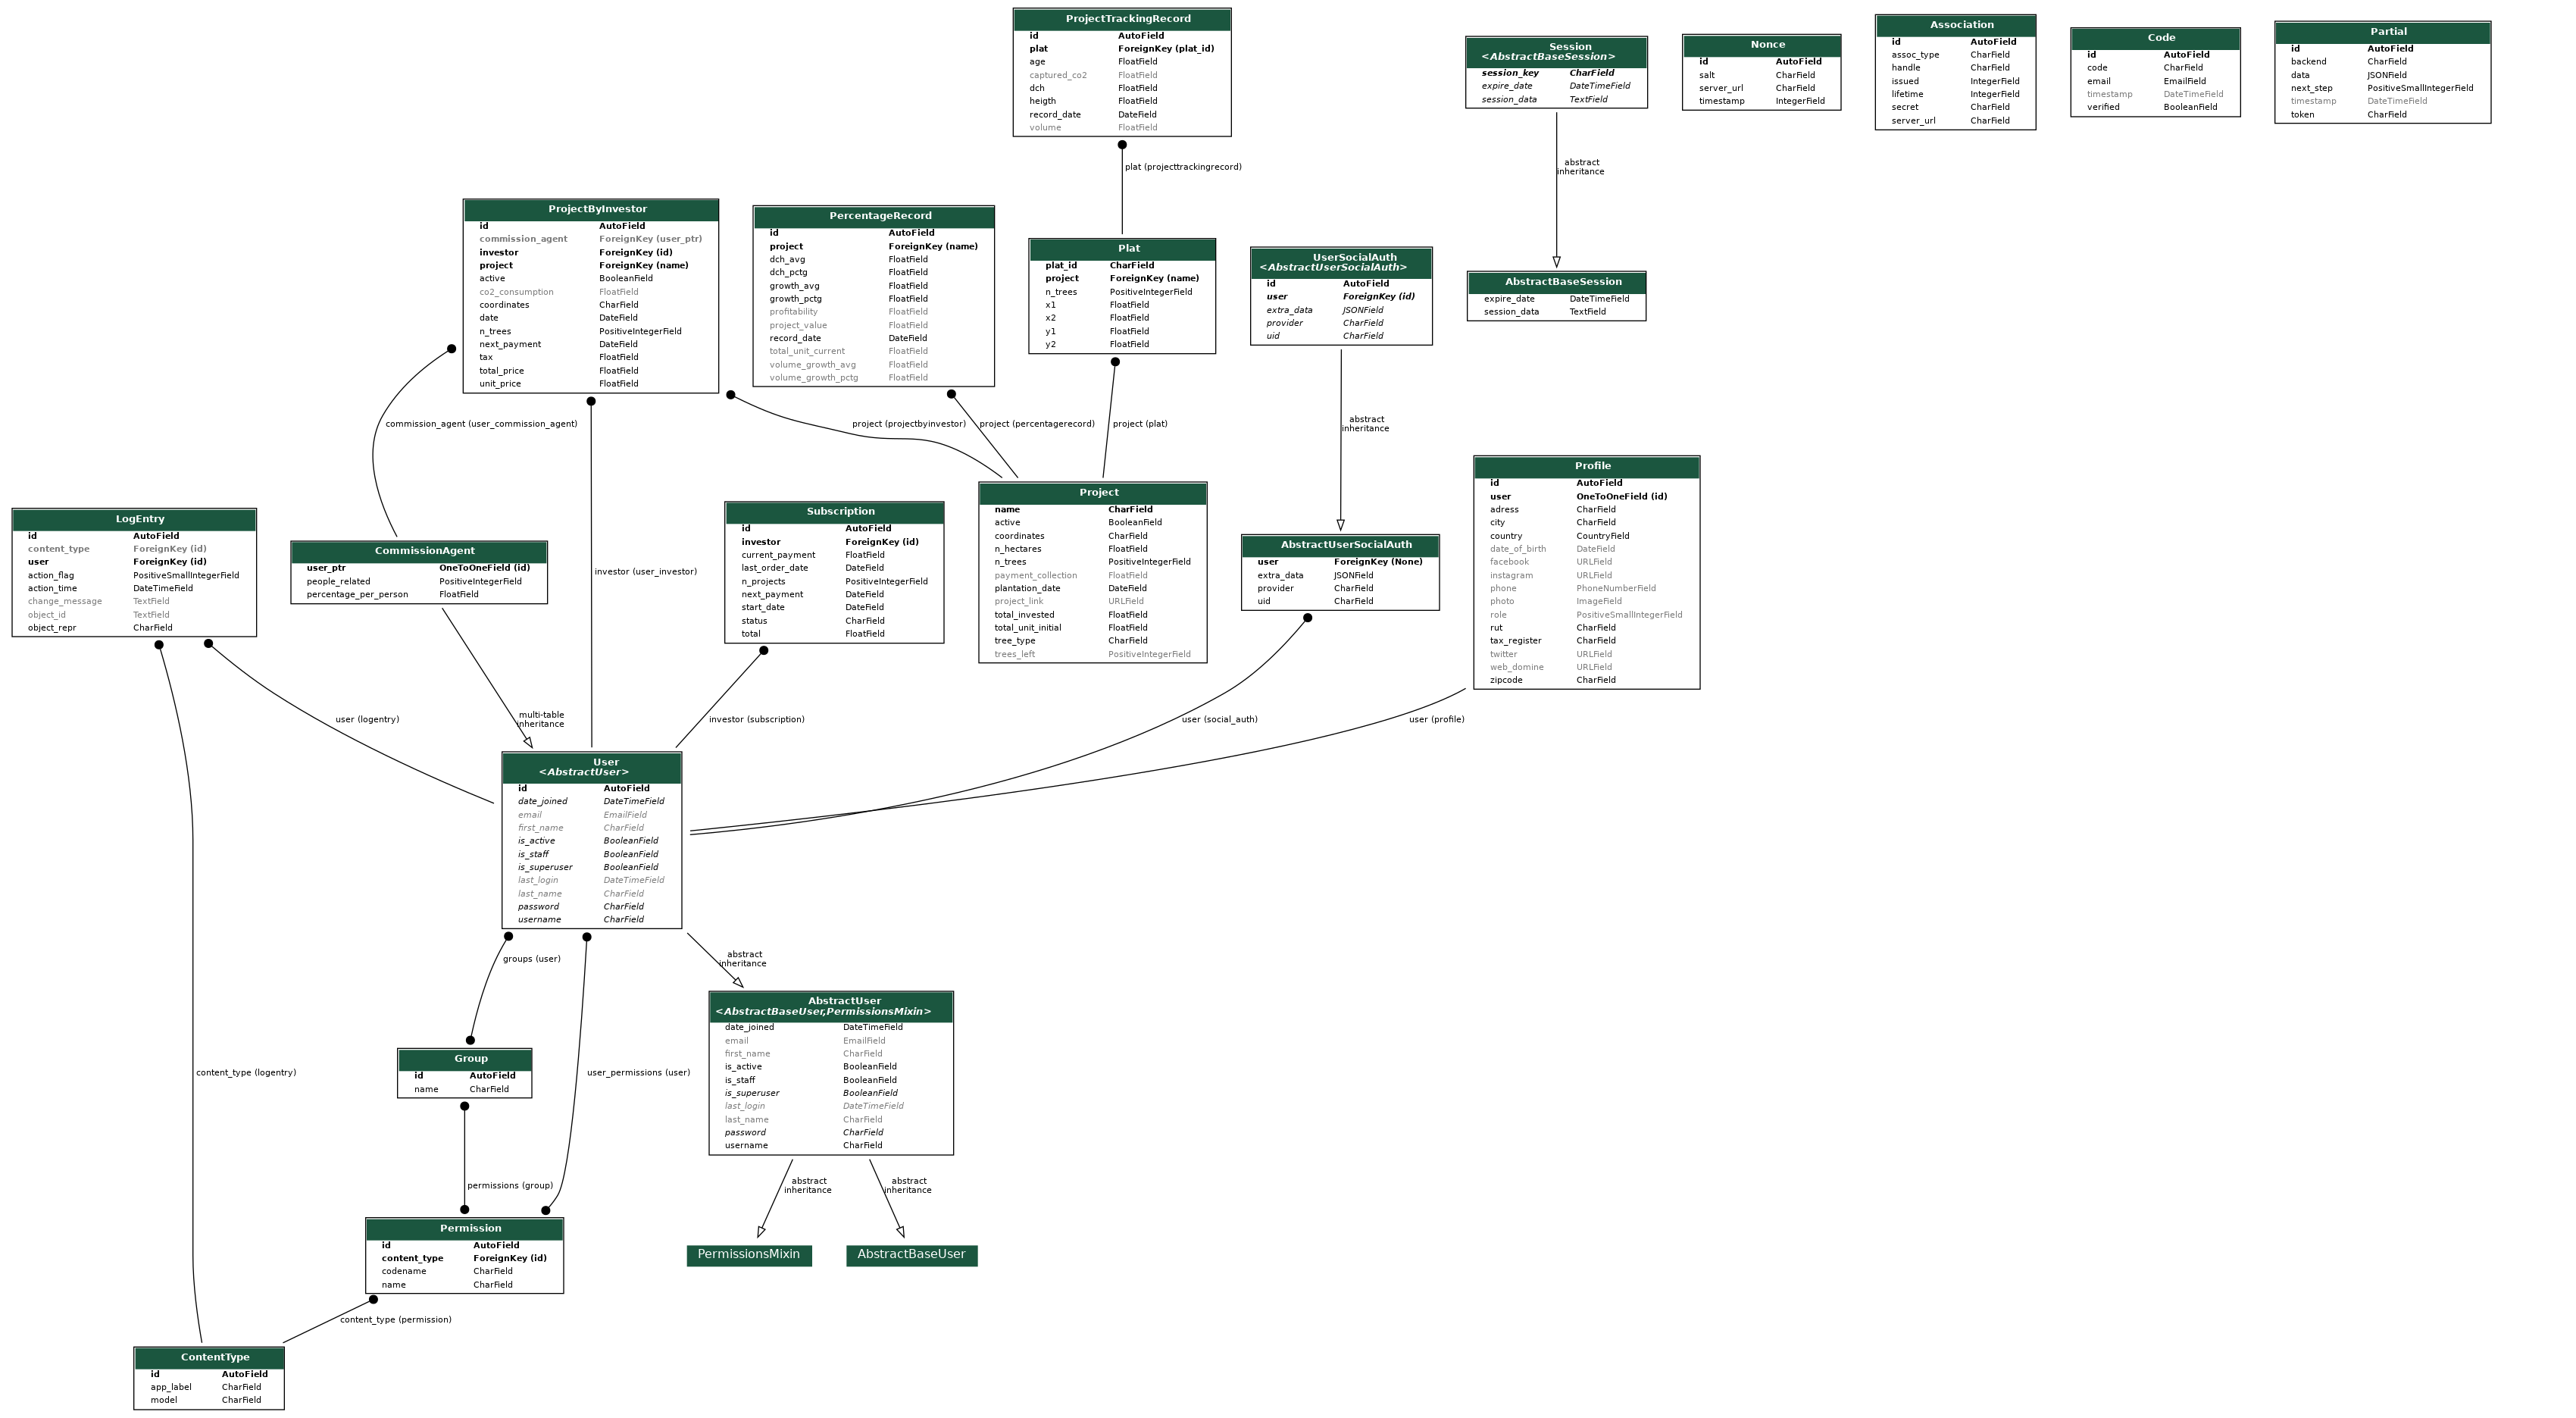 ProjectTrackingRecord
id AutoField
plat ForeignKey (plat_id)
age FloatField
captured_co2 FloatField
dch FloatField
heigth FloatField
record_date DateField
volume FloatField
Session
<AbstractBaseSession>
session_key CharField
expire_date DateTimeField
session_data TextField
Nonce
id AutoField
salt CharField
server_url CharField
timestamp IntegerField
Association
id AutoField
assoc_type CharField
handle CharField
issued IntegerField
lifetime IntegerField
secret CharField
server_url CharField
Code
id AutoField
code CharField
email EmailField
timestamp DateTimeField
verified BooleanField
Partial
id AutoField
backend CharField
data JSONField
next_step PositiveSmallIntegerField
timestamp DateTimeField
token CharField
plat (projecttrackingrecord)
abstract
inheritance
ProjectByInvestor
id AutoField
commission_agent ForeignKey (user_ptr)
investor ForeignKey (id)
project ForeignKey (name)
active BooleanField
co2_consumption FloatField
coordinates CharField
date DateField
n_trees PositiveIntegerField
next_payment DateField
tax FloatField
total_price FloatField
unit_price FloatField
PercentageRecord
id AutoField
project ForeignKey (name)
dch_avg FloatField
dch_pctg FloatField
growth_avg FloatField
growth_pctg FloatField
profitability FloatField
project_value FloatField
record_date DateField
total_unit_current FloatField
volume_growth_avg FloatField
volume_growth_pctg FloatField
Plat
plat_id CharField
project ForeignKey (name)
n_trees PositiveIntegerField
x1 FloatField
x2 FloatField
y1 FloatField
y2 FloatField
UserSocialAuth
<AbstractUserSocialAuth>
id AutoField
user ForeignKey (id)
extra_data JSONField
provider CharField
uid CharField
AbstractBaseSession
expire_date DateTimeField
session_data TextField
commission_agent (user_commission_agent)
project (projectbyinvestor)
project (percentagerecord)
project (plat)
abstract
inheritance
LogEntry
id AutoField
content_type ForeignKey (id)
user ForeignKey (id)
action_flag PositiveSmallIntegerField
action_time DateTimeField
change_message TextField
object_id TextField
object_repr CharField
CommissionAgent
user_ptr OneToOneField (id)
people_related PositiveIntegerField
percentage_per_person FloatField
investor (user_investor)
Subscription
id AutoField
investor ForeignKey (id)
current_payment FloatField
last_order_date DateField
n_projects PositiveIntegerField
next_payment DateField
start_date DateField
status CharField
total FloatField
Project
name CharField
active BooleanField
coordinates CharField
n_hectares FloatField
n_trees PositiveIntegerField
payment_collection FloatField
plantation_date DateField
project_link URLField
total_invested FloatField
total_unit_initial FloatField
tree_type CharField
trees_left PositiveIntegerField
AbstractUserSocialAuth
user ForeignKey (None)
extra_data JSONField
provider CharField
uid CharField
Profile
id AutoField
user OneToOneField (id)
adress CharField
city CharField
country CountryField
date_of_birth DateField
facebook URLField
instagram URLField
phone PhoneNumberField
photo ImageField
role PositiveSmallIntegerField
rut CharField
tax_register CharField
twitter URLField
web_domine URLField
zipcode CharField
user (logentry)
multi-table
inheritance
investor (subscription)
user (social_auth)
user (profile)
User
<AbstractUser>
id AutoField
date_joined DateTimeField
email EmailField
first_name CharField
is_active BooleanField
is_staff BooleanField
is_superuser BooleanField
last_login DateTimeField
last_name CharField
password CharField
username CharField
groups (user)
abstract
inheritance
AbstractUser
<AbstractBaseUser,PermissionsMixin>
date_joined DateTimeField
email EmailField
first_name CharField
is_active BooleanField
is_staff BooleanField
is_superuser BooleanField
last_login DateTimeField
last_name CharField
password CharField
username CharField
Group
id AutoField
name CharField
content_type (logentry)
user_permissions (user)
permissions (group)
abstract
inheritance
abstract
inheritance
Permission
id AutoField
content_type ForeignKey (id)
codename CharField
name CharField
PermissionsMixin
AbstractBaseUser
content_type (permission)
ContentType
id AutoField
app_label CharField
model CharField